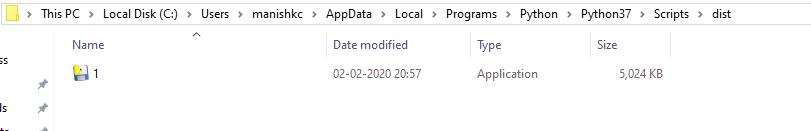 This PC > Local Disk (C:) > Users > manishkc > AppData > Local > Programs > Python > Python37 > Scripts > dist
Name Date modified Type Size
ss
1 02-02-2020 20:57 Application 5,024 KB
ls
ts